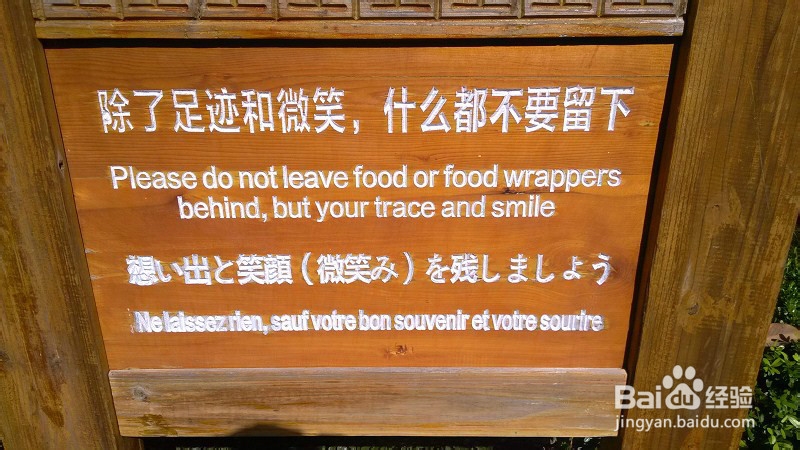 除了足迹和微笑，什么都不要留下
Please do not leave food or food wrappers
behind, but your trace and smile
想い出と笑顔（微笑み）を残しましょう
Ne laissez rien, sauf votre bon souvenir et votre sourire
Baidu 经验
jingyan.baidu.com